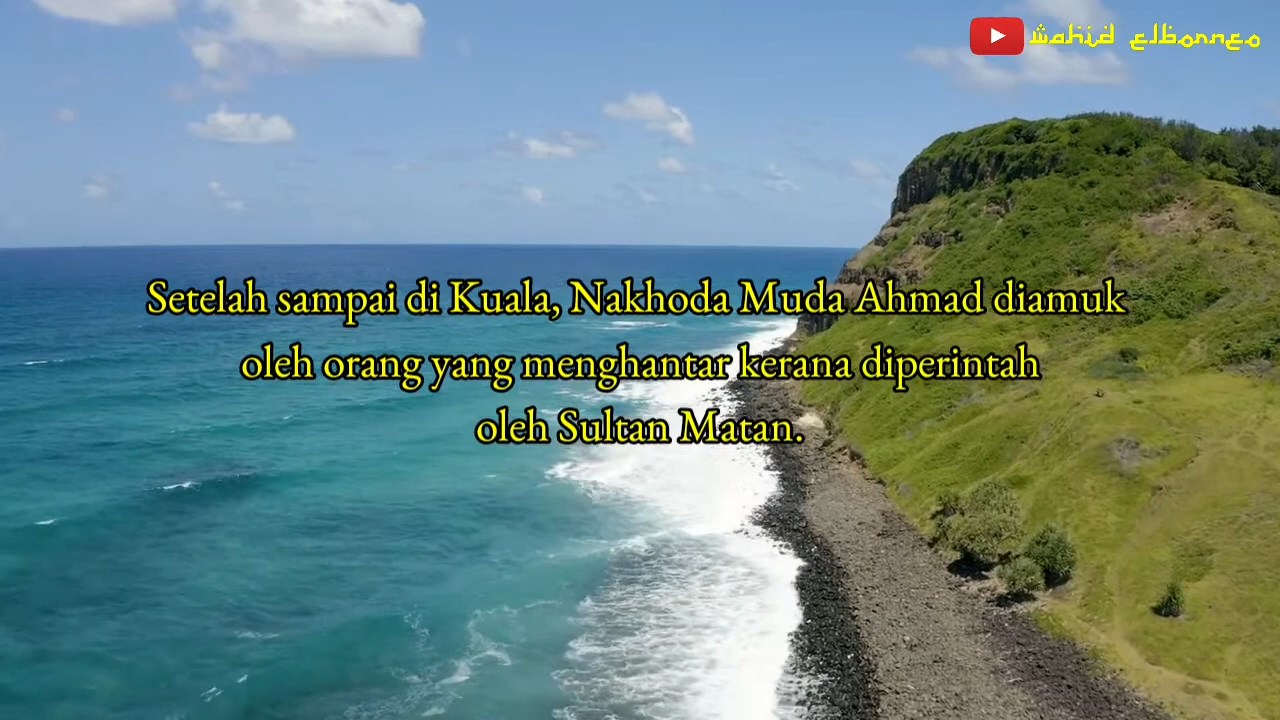 Wahid elborneo
Setelah sampai di Kuala, Nakhoda Muda Ahmad diamuk
oleh orang yang menghantar kerana diperintah
oleh Sultan Matan.